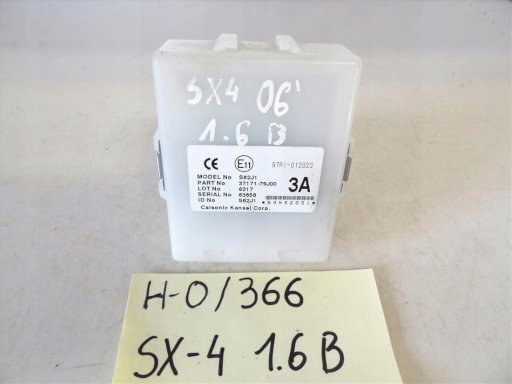 SX4 06'
1.6 B
CE E11 97RI-012023
MODEL No S62J1
PART No 37171-79J00
LOT No 6317
SERIAL No 63658
ID No S62J1
3A
Calsonic Kansei Corp.
H-0/366
SX-4 1.6 B